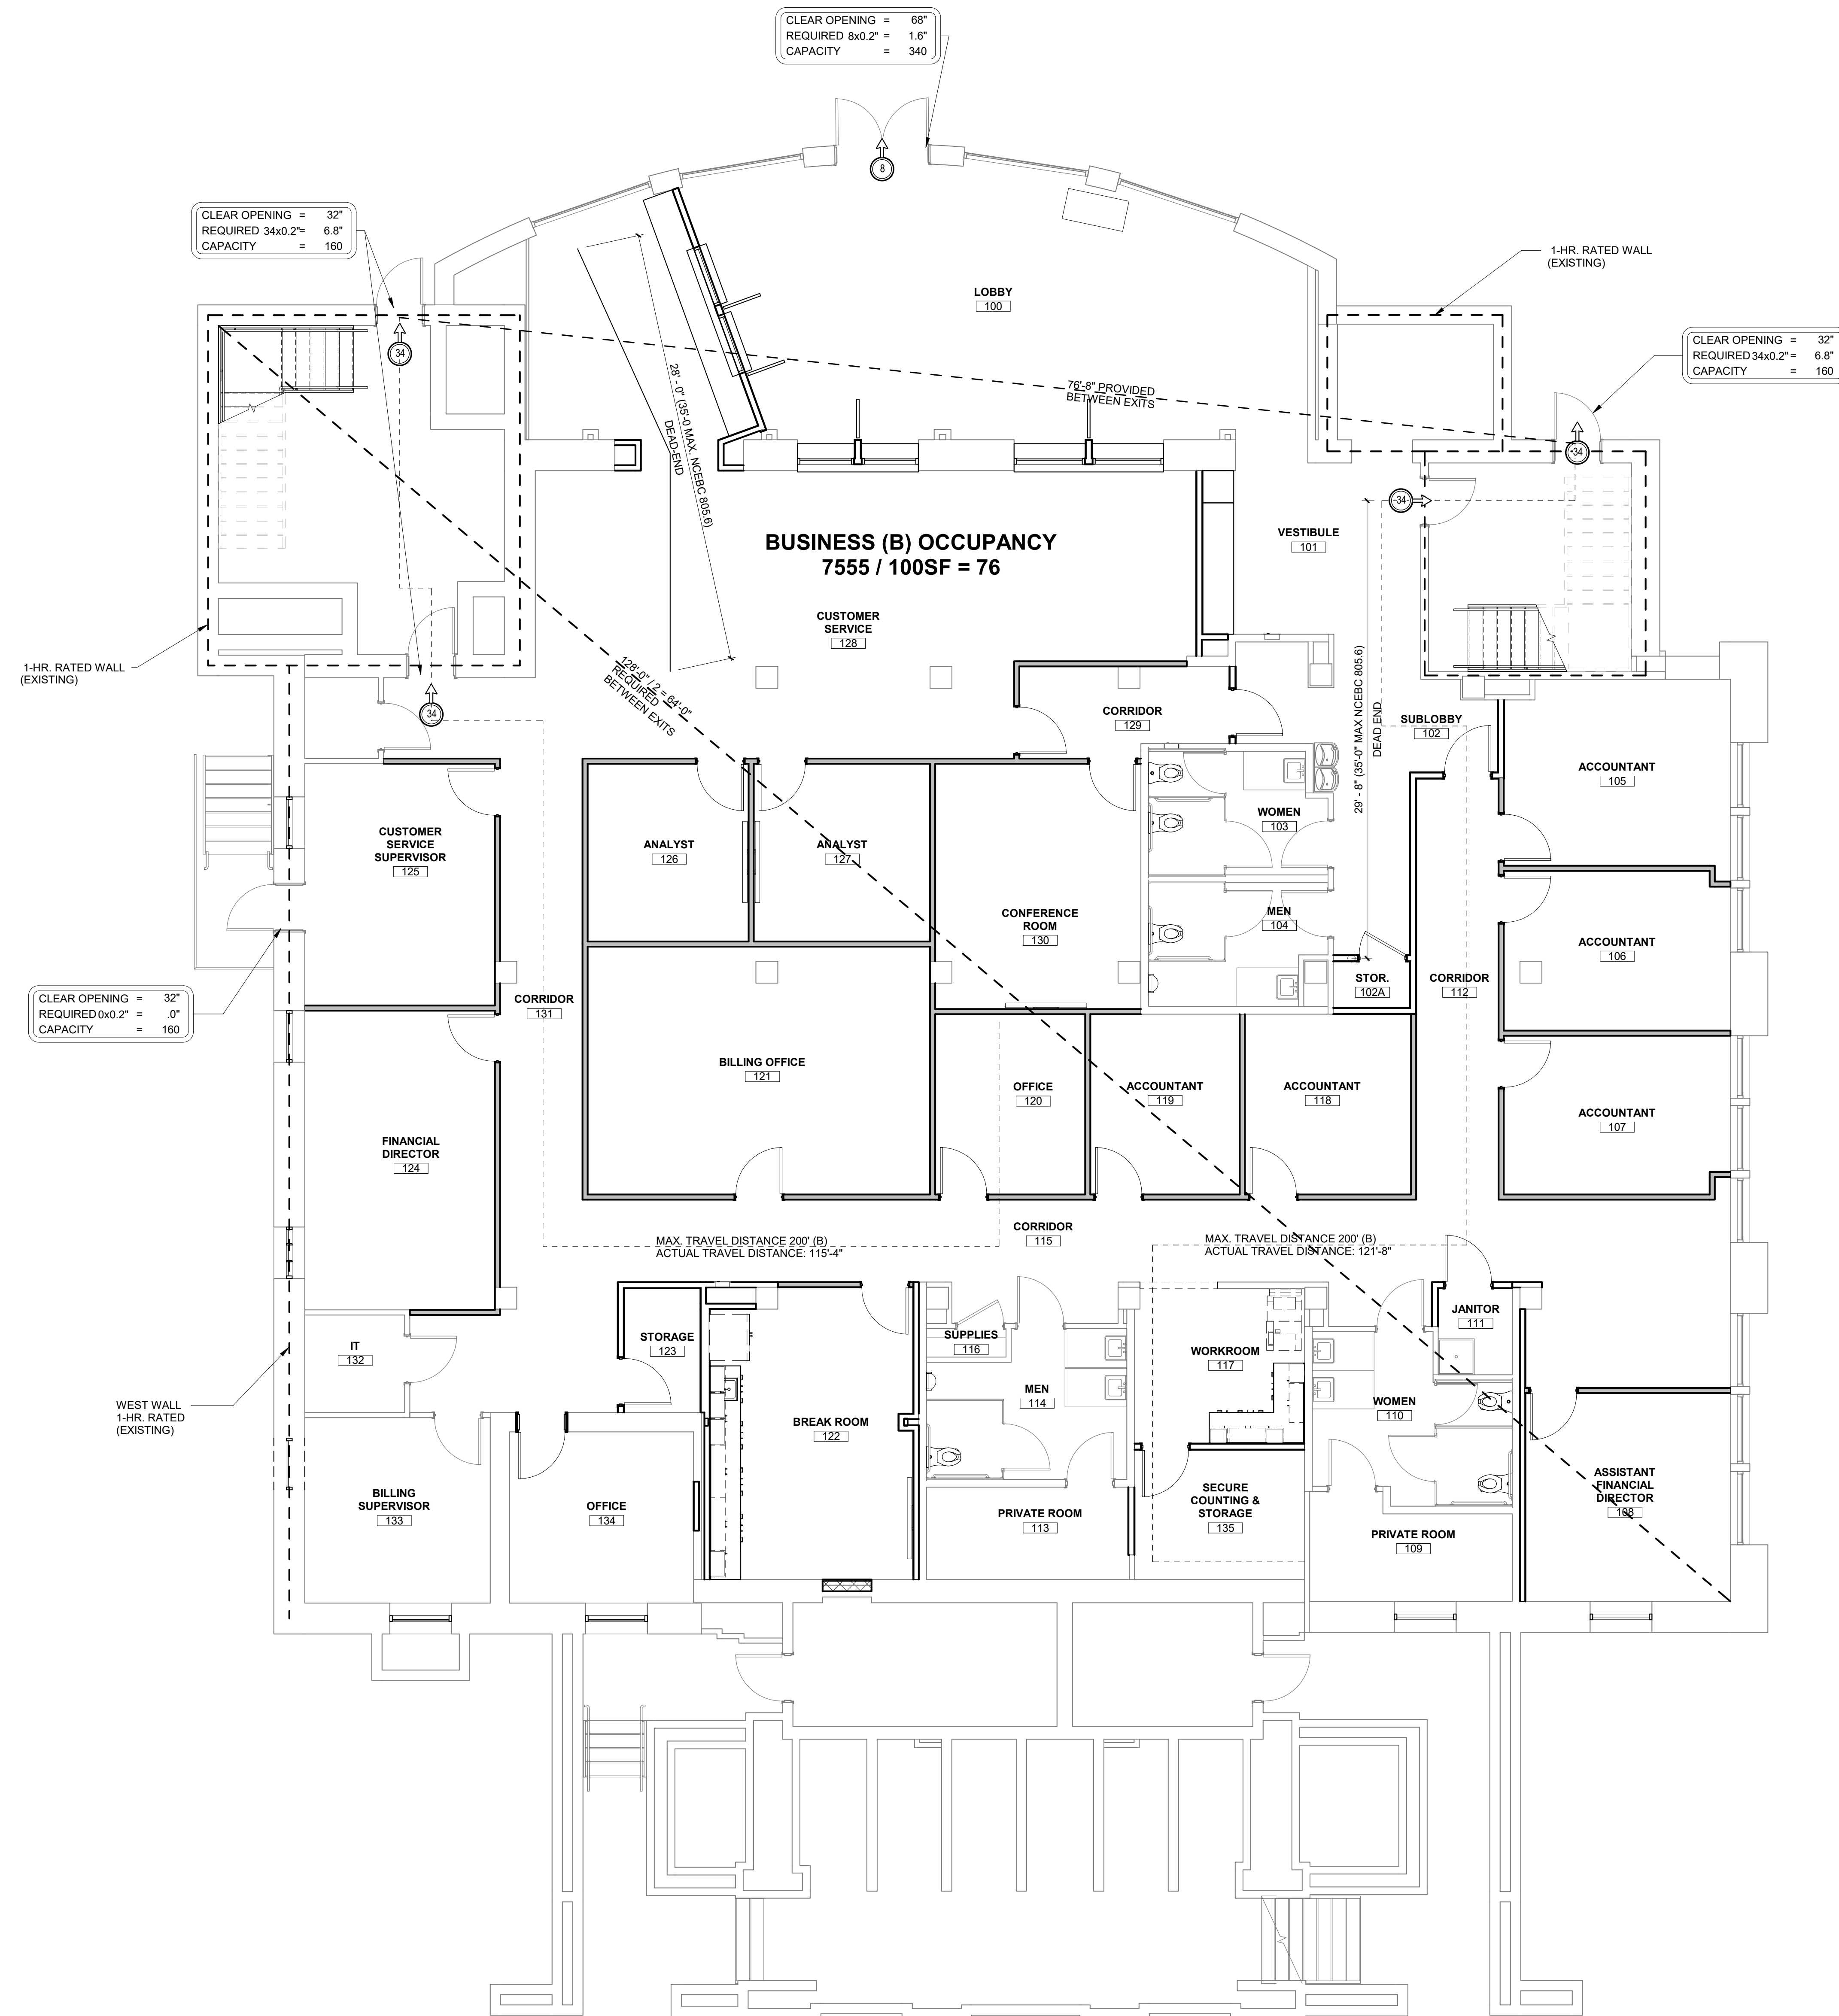 CLEAR OPENING = 68"
REQUIRED 8x0.2" = 1.6"
CAPACITY = 340
8
CLEAR OPENING = 32"
REQUIRED 34x0.2"= 6.8"
CAPACITY = 160
34
1-HR. RATED WALL
(EXISTING)
LOBBY
100
CLEAR OPENING = 32"
REQUIRED 34x0.2" = 6.8"
CAPACITY = 160
76'-8" PROVIDED
BETWEEN EXITS
28' - 0" (35'-0 MAX. NCEBC 805.6)
DEAD-END
34
34
VESTIBULE
101
BUSINESS (B) OCCUPANCY
7555 / 100SF = 76
CUSTOMER
SERVICE
128
1-HR. RATED WALL
(EXISTING)
128'-0" / 2 = 64'-0"
REQUIRED
BETWEEN EXITS
34
CORRIDOR
129
SUBLOBBY
102
29' - 8" (35'-0" MAX NCEBC 805.6)
DEAD END
ACCOUNTANT
105
CUSTOMER
SERVICE
SUPERVISOR
125
ANALYST
126
ANALYST
127
WOMEN
103
CONFERENCE
ROOM
130
MEN
104
ACCOUNTANT
106
STOR.
102A
CORRIDOR
112
CLEAR OPENING = 32"
REQUIRED 0x0.2" = .0"
CAPACITY = 160
CORRIDOR
131
BILLING OFFICE
121
OFFICE
120
ACCOUNTANT
119
ACCOUNTANT
118
ACCOUNTANT
107
FINANCIAL
DIRECTOR
124
CORRIDOR
115
MAX. TRAVEL DISTANCE 200' (B)
ACTUAL TRAVEL DISTANCE: 115'-4"
MAX. TRAVEL DISTANCE 200' (B)
ACTUAL TRAVEL DISTANCE: 121'-8"
JANITOR
111
IT
132
STORAGE
123
SUPPLIES
116
WORKROOM
117
WEST WALL
1-HR. RATED
(EXISTING)
BREAK ROOM
122
MEN
114
WOMEN
110
BILLING
SUPERVISOR
133
OFFICE
134
PRIVATE ROOM
113
SECURE
COUNTING &
STORAGE
135
PRIVATE ROOM
109
ASSISTANT
FINANCIAL
DIRECTOR
108